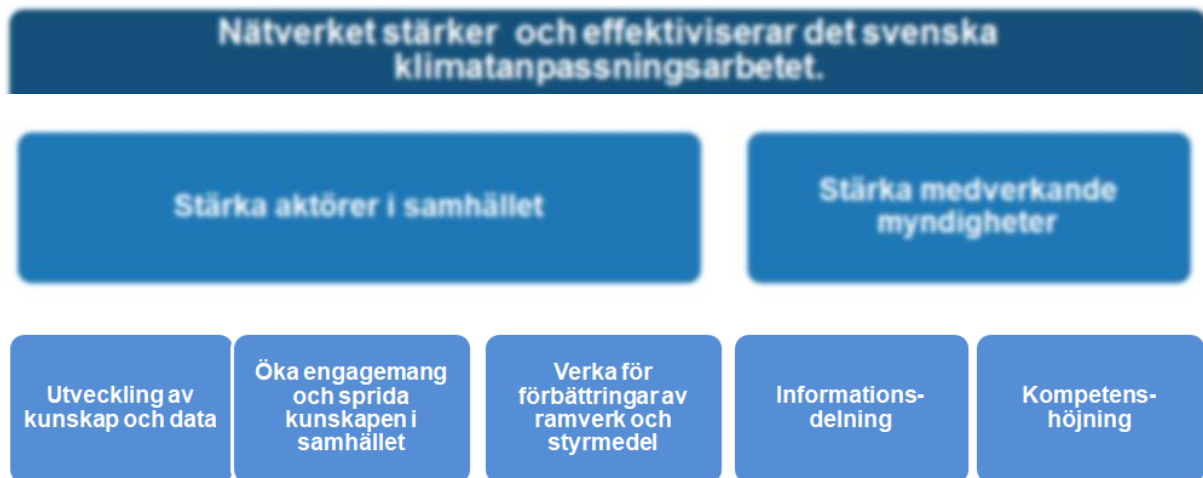 Nätverket stärker och effektiviserar det svenska
klimatanpassningsarbetet.
Stärka aktörer i samhället
Stärka medverkande
myndigheter
Utveckling av
kunskap och data
Öka engagemang
och sprida
kunskapen i
samhället
Verka för
förbättringar av
ramverk och
styrmedel
Informations-
delning
Kompetens-
höjning